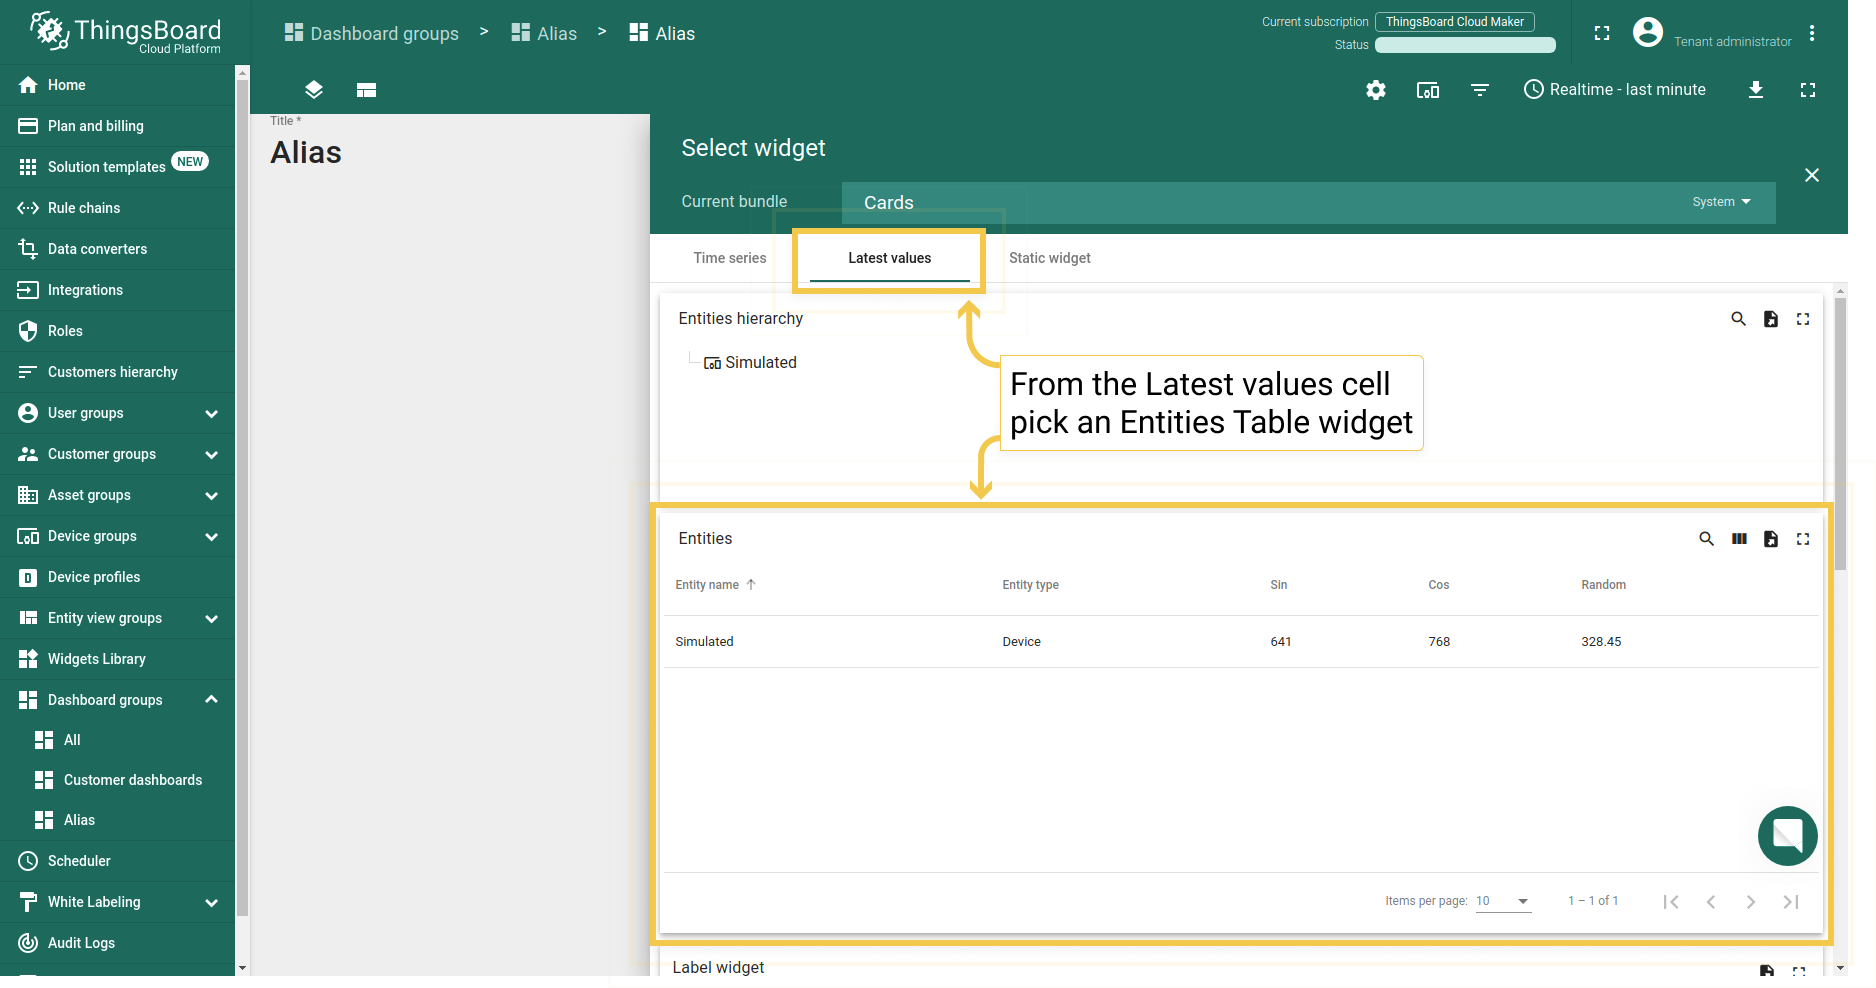 ThingsBoard
Cloud Platform
Dashboard groups > Alias > Alias
Current subscription ThingsBoard Cloud Maker
Status
Tenant administrator
Realtime - last minute
Home
Plan and billing
Solution templates NEW
Rule chains
Data converters
Integrations
Roles
Customers hierarchy
User groups
Customer groups
Asset groups
Device groups
Device profiles
Entity view groups
Widgets Library
Dashboard groups
All
Customer dashboards
Alias
Scheduler
White Labeling
Audit Logs
Title *
Alias
Select widget
Current bundle Cards System
Time series Latest values Static widget
Entities hierarchy
Simulated
From the Latest values cell
pick an Entities Table widget
Entities
Entity name Entity type Sin Cos Random
Simulated Device 641 768 328.45
Items per page: 10 1 – 1 of 1
Label widget